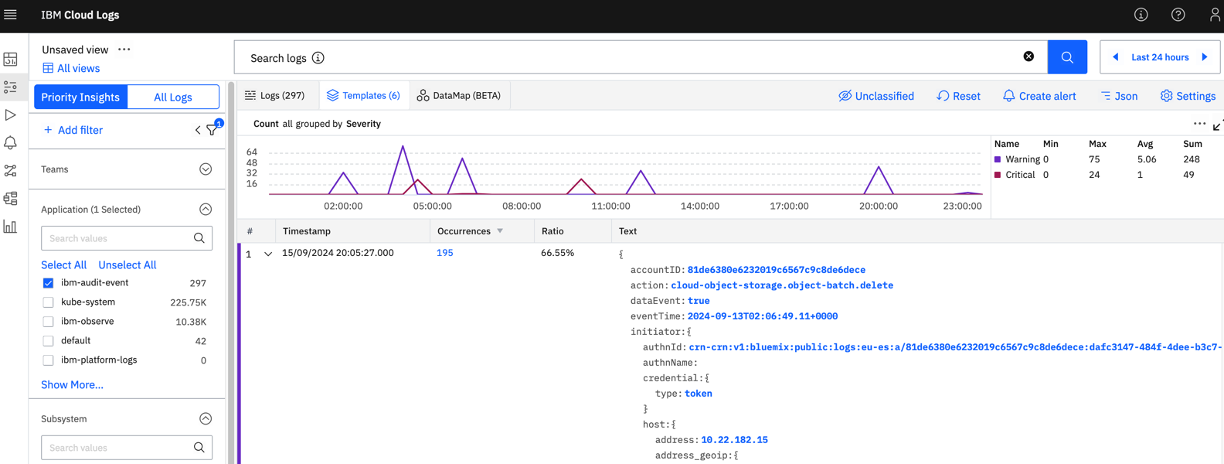 IBM Cloud Logs
Unsaved view ...
All views
Search logs
Last 24 hours
Priority Insights All Logs
Logs (297) Templates (6) DataMap (BETA) Unclassified Reset Create alert Json Settings
+ Add filter 1
Count all grouped by Severity
Teams
64
48
32
16
02:00:00 05:00:00 08:00:00 11:00:00 14:00:00 17:00:00 20:00:00 23:00:00
Name Min Max Avg Sum
Warning 0 75 5.06 248
Critical 0 24 1 49
Application (1 Selected)
Search values
Select All Unselect All
ibm-audit-event 297
kube-system 225.75K
ibm-observe 10.38K
default 42
ibm-platform-logs 0
Show More...
Subsystem
Search values
# Timestamp Occurrences Ratio Text
1 15/09/2024 20:05:27.000 195 66.55% {
accountID: 81de6380e6232019c6567c9c8de6dece
action: cloud-object-storage.object-batch.delete
dataEvent: true
eventTime: 2024-09-13T02:06:49.11+0000
initiator:{
authnId: crn-crn:v1:bluemix:public:logs:eu-es:a/81de6380e6232019c6567c9c8de6dece:dafc3147-484f-4dee-b3c7-
authnName:
credential:{
type: token
}
host:{
address: 10.22.182.15
address_geoip:{